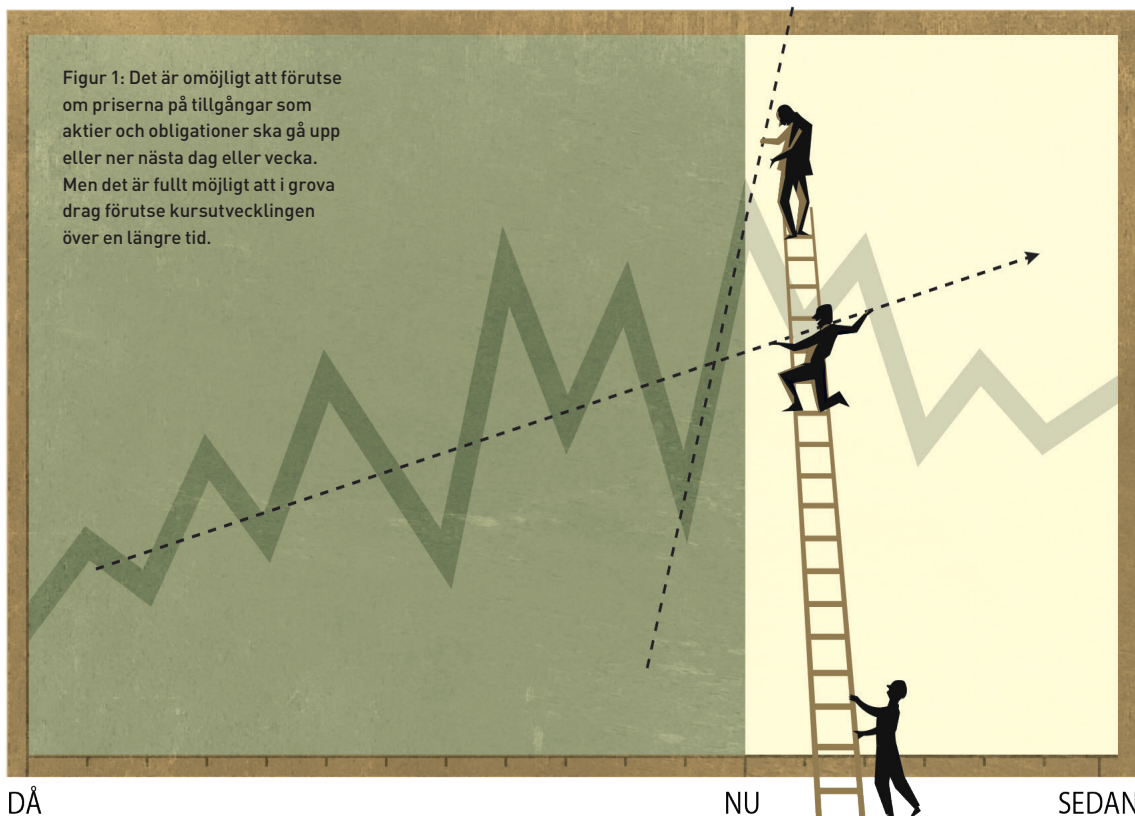 Figur 1: Det är omöjligt att förutse
om priserna på tillgångar som
aktier och obligationer ska gå upp
eller ner nästa dag eller vecka.
Men det är fullt möjligt att i grova
drag förutse kursutvecklingen
över en längre tid.
DÅ
NU
SEDAN